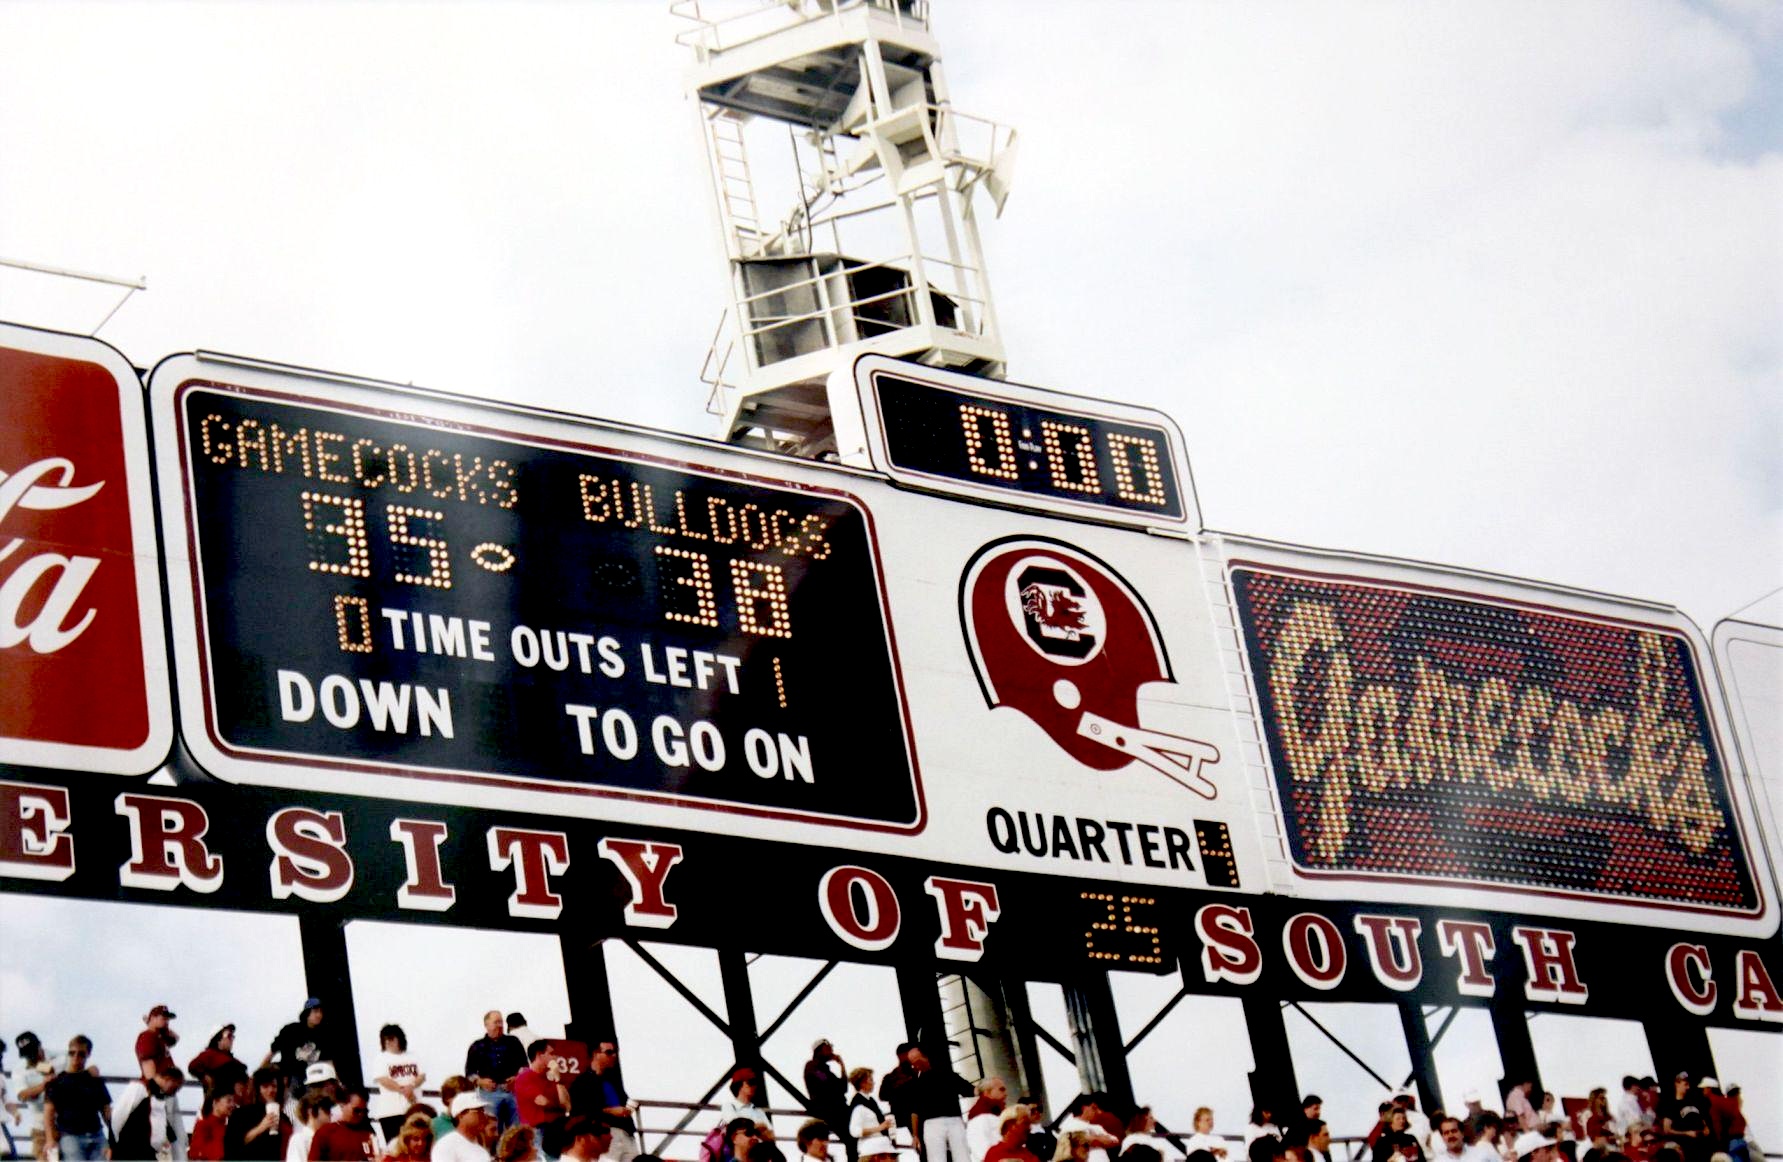 a
GAMECOCKS BULLDOGS
35 38
0 TIME OUTS LEFT 1
DOWN TO GO ON
0:00
C
QUARTER 4
Gamecocks
ERSITY OF 25 SOUTH CA
32